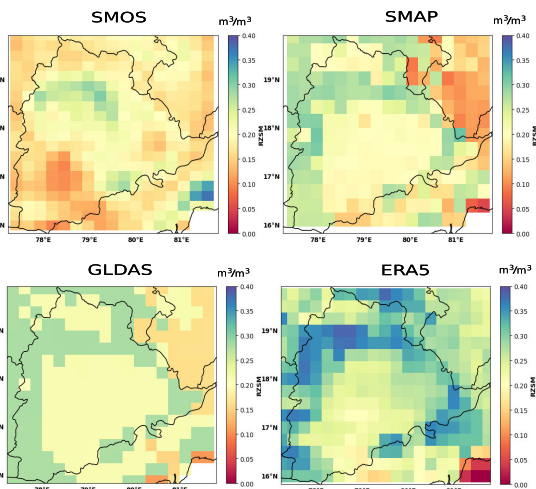 SMOS
m³/m³
0.40
0.35
0.30
0.25
0.20
0.15
0.10
0.05
0.00
RZSM
78°E 79°E 80°E 81°E
SMAP
m³/m³
19°N
18°N
17°N
16°N
0.40
0.35
0.30
0.25
0.20
0.15
0.10
0.05
0.00
RZSM
78°E 79°E 80°E 81°E
GLDAS
m³/m³
0.40
0.35
0.30
0.25
0.20
0.15
0.10
0.05
0.00
RZSM
ERA5
m³/m³
19°N
18°N
17°N
16°N
0.40
0.35
0.30
0.25
0.20
0.15
0.10
0.05
0.00
RZSM